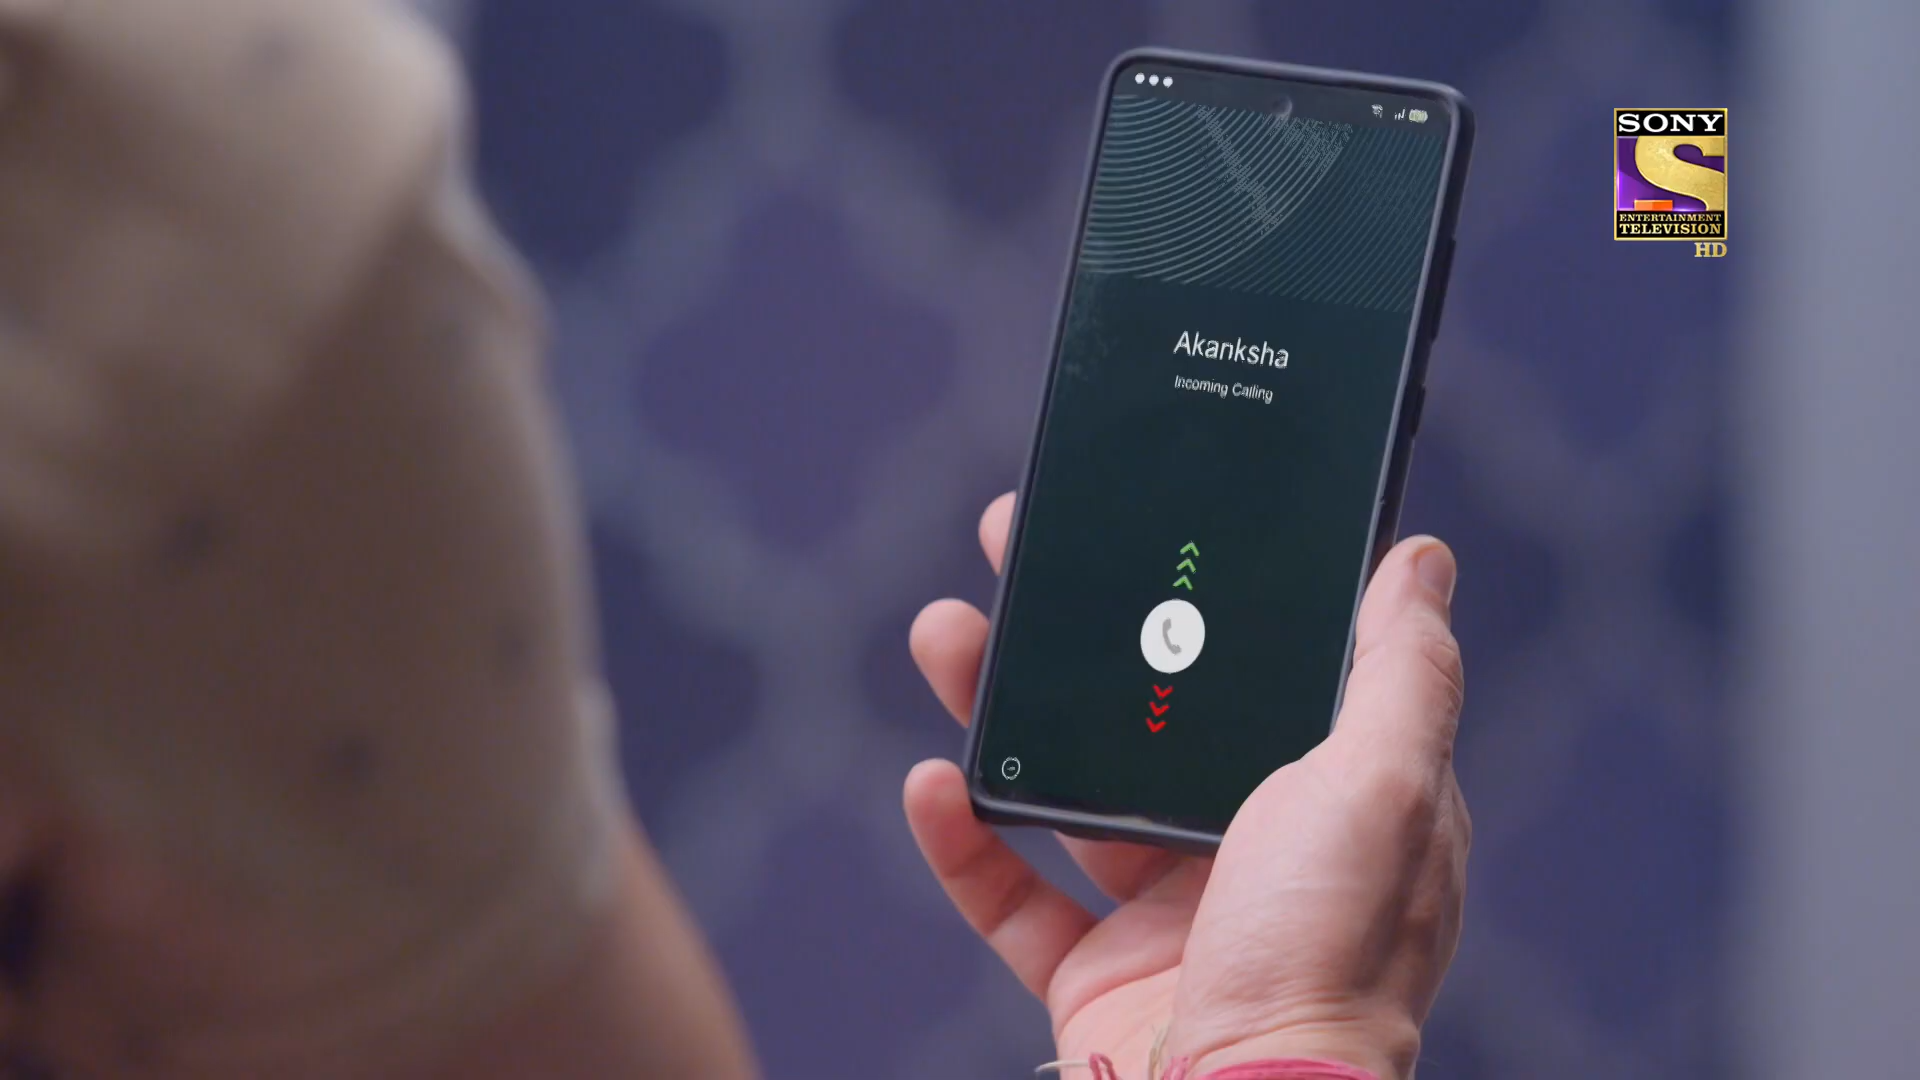 Akanksha
Incoming Calling
SONY
ENTERTAINMENT
TELEVISION
HD